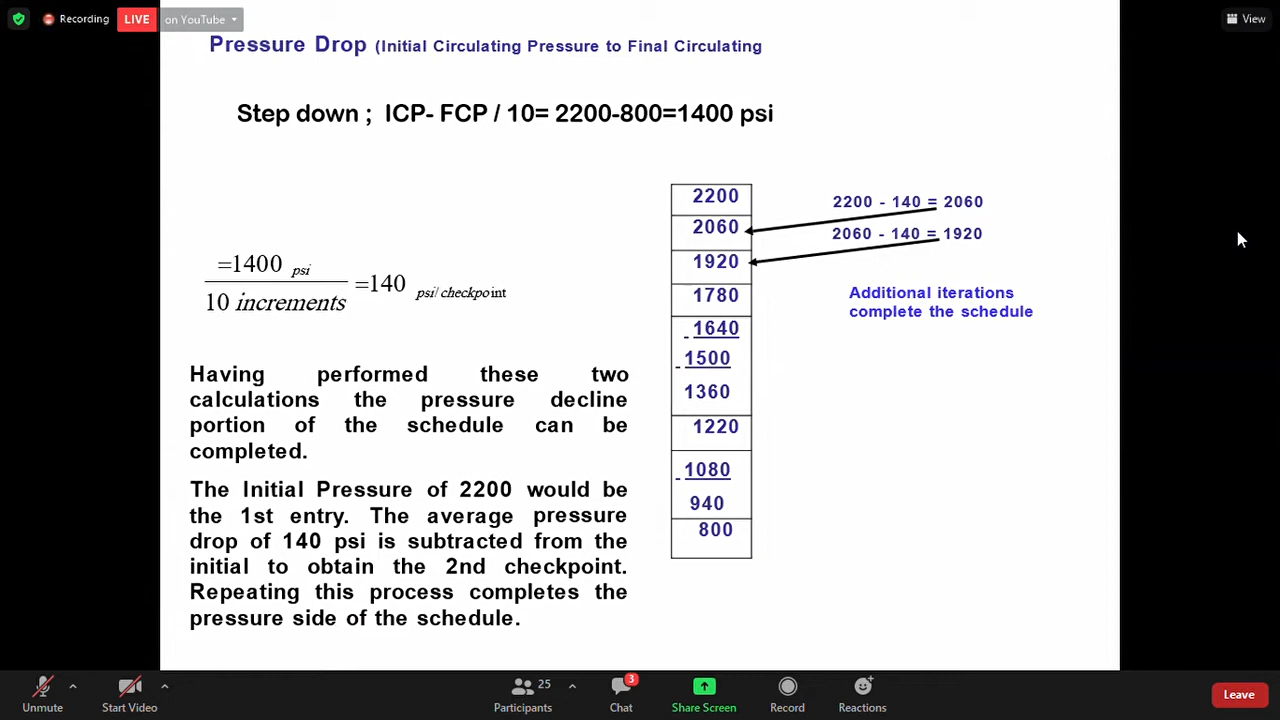 Recording
LIVE
on YouTube
View
Pressure Drop (Initial Circulating Pressure to Final Circulating
Step down ; ICP- FCP / 10= 2200-800=1400 psi
=1400 psi
10 increments
=140 psi/checkpoint
Having performed these two
calculations the pressure decline
portion of the schedule can be
completed.
The Initial Pressure of 2200 would be
the 1st entry. The average pressure
drop of 140 psi is subtracted from the
initial to obtain the 2nd checkpoint.
Repeating this process completes the
pressure side of the schedule.
2200
2060
1920
1780
1640
1500
1360
1220
1080
940
800
2200 - 140 = 2060
2060 - 140 = 1920
Additional iterations
complete the schedule
Unmute
Start Video
25
Participants
3
Chat
Share Screen
Record
Reactions
Leave